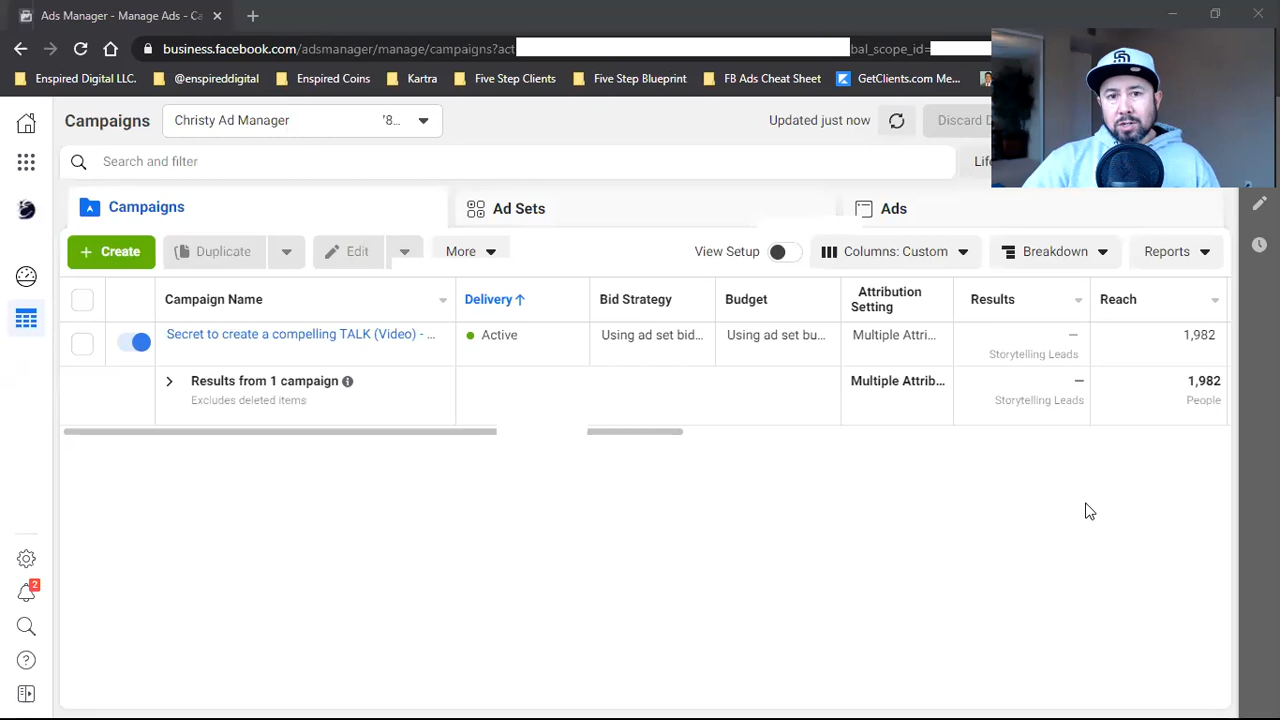 Ads Manager - Manage Ads - Ca
business.facebook.com/adsmanager/manage/campaigns?act
bal_scope_id=
Enspired Digital LLC.
@enspireddigital
Enspired Coins
Kartra
Five Step Clients
Five Step Blueprint
FB Ads Cheat Sheet
GetClients.com Me...
Campaigns
Christy Ad Manager
'8...
Updated just now
Discard D
Search and filter
Lif
Campaigns
Ad Sets
Ads
+ Create
Duplicate
Edit
More
View Setup
Columns: Custom
Breakdown
Reports
Campaign Name
Delivery ↑
Bid Strategy
Budget
Attribution
Setting
Results
Reach
Secret to create a compelling TALK (Video) - ...
Active
Using ad set bid...
Using ad set bu...
Multiple Attri...
—
Storytelling Leads
1,982
Results from 1 campaign
Excludes deleted items
Multiple Attrib...
—
Storytelling Leads
1,982
People
2